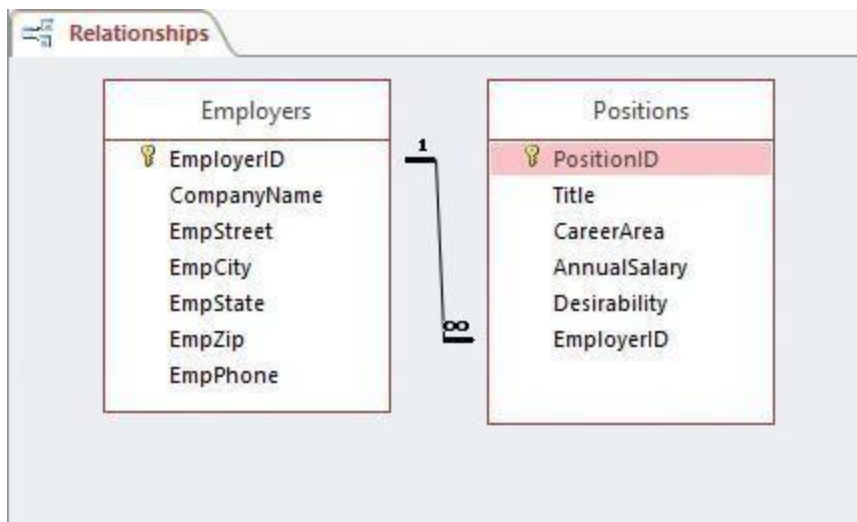 Relationships
Employers
EmployerID
CompanyName
EmpStreet
EmpCity
EmpState
EmpZip
EmpPhone
1
∞
Positions
PositionID
Title
CareerArea
AnnualSalary
Desirability
EmployerID